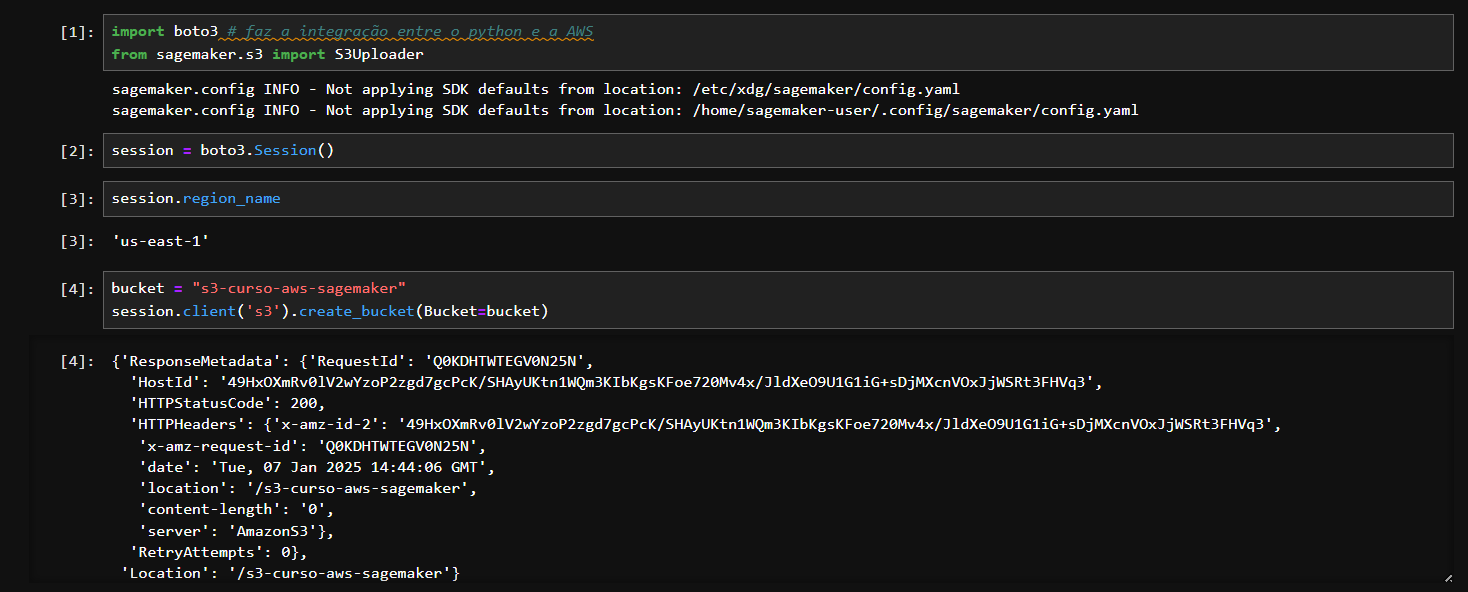 [1]: import boto3 # faz a integração entre o python e a AWS
from sagemaker.s3 import S3Uploader
sagemaker.config INFO - Not applying SDK defaults from location: /etc/xdg/sagemaker/config.yaml
sagemaker.config INFO - Not applying SDK defaults from location: /home/sagemaker-user/.config/sagemaker/config.yaml
[2]: session = boto3.Session()
[3]: session.region_name
[3]: 'us-east-1'
[4]: bucket = "s3-curso-aws-sagemaker"
session.client('s3').create_bucket(Bucket=bucket)
[4]: {'ResponseMetadata': {'RequestId': 'Q0KDHTWTEGV0N25N',
'HostId': '49HxOXmRv0lV2wYzoP2zgd7gcPcK/SHAyUKtn1WQm3KIbKgsKFoe720Mv4x/JldXeO9U1G1iG+sDjMXcnVOxJjWSRt3FHVq3',
'HTTPStatusCode': 200,
'HTTPHeaders': {'x-amz-id-2': '49HxOXmRv0lV2wYzoP2zgd7gcPcK/SHAyUKtn1WQm3KIbKgsKFoe720Mv4x/JldXeO9U1G1iG+sDjMXcnVOxJjWSRt3FHVq3',
'x-amz-request-id': 'Q0KDHTWTEGV0N25N',
'date': 'Tue, 07 Jan 2025 14:44:06 GMT',
'location': '/s3-curso-aws-sagemaker',
'content-length': '0',
'server': 'AmazonS3'},
'RetryAttempts': 0},
'Location': '/s3-curso-aws-sagemaker'}